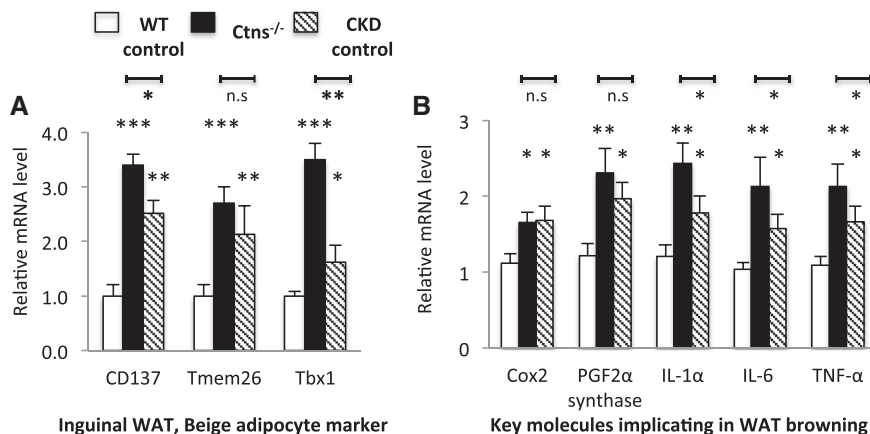 WT control
Ctns-/-
CKD control
* n.s **
n.s n.s * * *
A
*** *** ***
** ** *
4.0
3.0
2.0
1.0
0.0
Relative mRNA level
CD137 Tmem26 Tbx1
Inguinal WAT, Beige adipocyte marker
B
** ** ** **
* * * * * *
3
2
1
0
Relative mRNA level
Cox2 PGF2α synthase IL-1α IL-6 TNF-α
Key molecules implicating in WAT browning